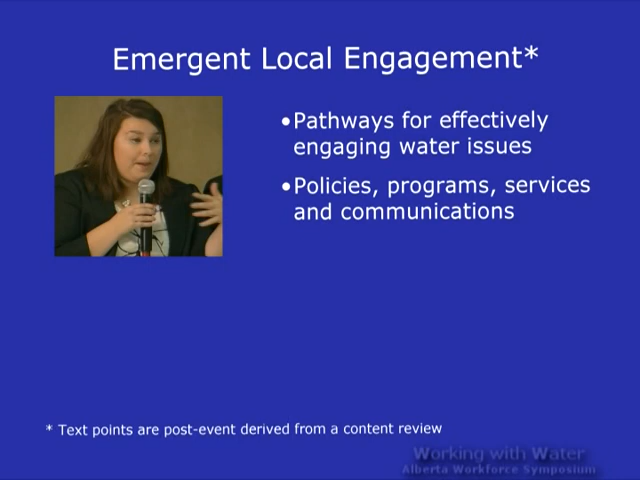 Emergent Local Engagement*
•Pathways for effectively
engaging water issues
•Policies, programs, services
and communications
* Text points are post-event derived from a content review
Working with Water
Alberta Workforce Symposium